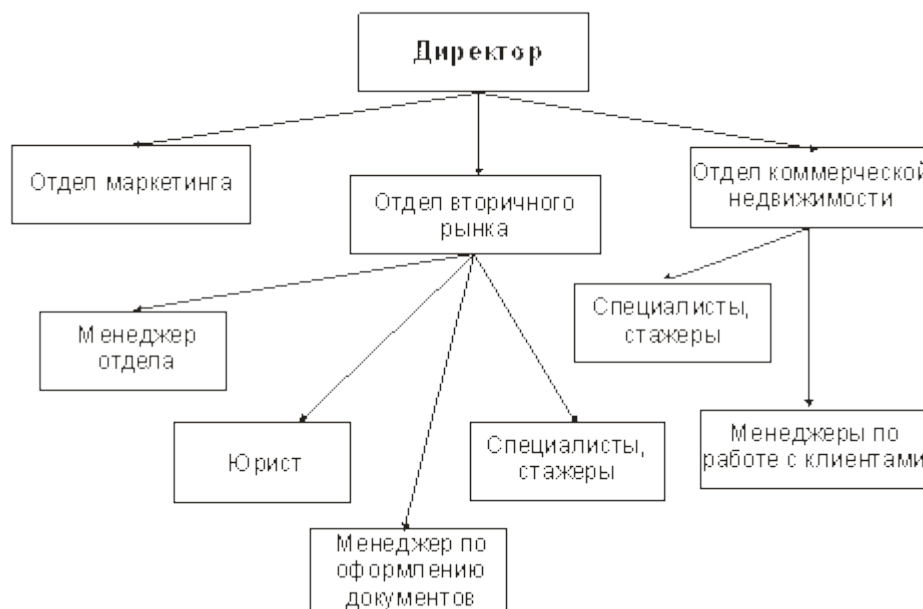 Директор
Отдел маркетинга
Отдел вторичного
рынка
Отдел коммерческой
недвижимости
Менеджер
отдела
Специалисты,
стажеры
Юрист
Специалисты,
стажеры
Менеджеры по
работе с клиентами
Менеджер по
оформлению
документов